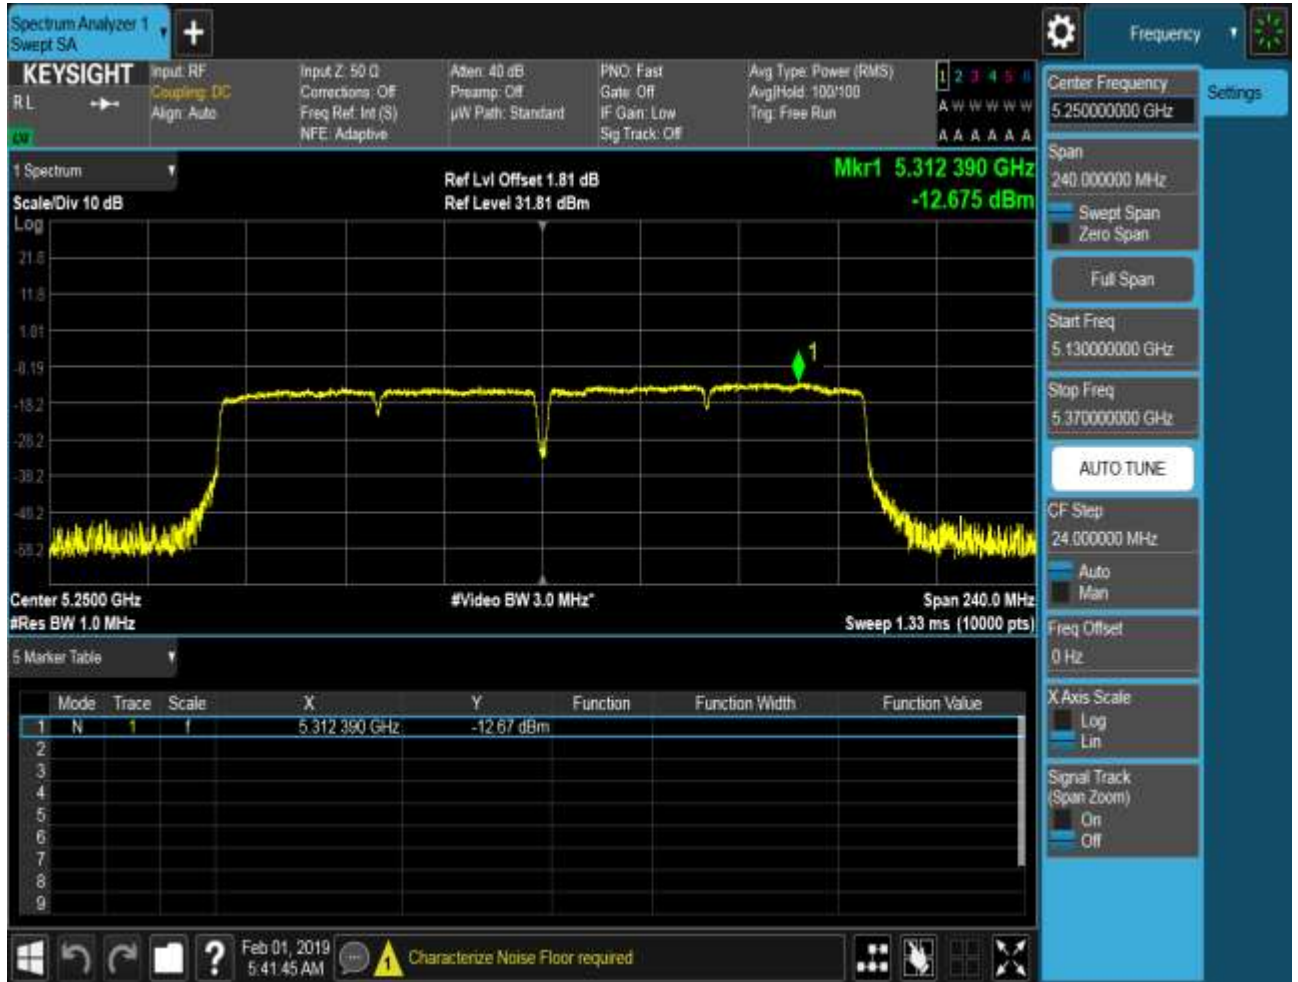 Spectrum Analyzer 1
Swept SA
+
Frequency
KEYSIGHT
R L
Input: RF
Coupling: DC
Align: Auto
Input Z: 50 Ω
Corrections: Off
Freq Ref: Int (S)
NFE: Adaptive
Atten: 40 dB
Preamp: Off
µW Path: Standard
PNO: Fast
Gate: Off
IF Gain: Low
Sig Track: Off
Avg Type: Power (RMS)
Avg|Hold: 100/100
Trig: Free Run
1 2 3 4 5 6
A W W W W W
A A A A A A
1 Spectrum
Scale/Div 10 dB
Log
Ref Lvl Offset 1.81 dB
Ref Level 31.81 dBm
Mkr1 5.312 390 GHz
-12.675 dBm
21.8
11.8
1.81
-8.19
-18.2
-28.2
-38.2
-48.2
-58.2
1
Center 5.2500 GHz
#Res BW 1.0 MHz
#Video BW 3.0 MHz*
Span 240.0 MHz
Sweep 1.33 ms (10000 pts)
5 Marker Table
Mode Trace Scale X Y Function Function Width Function Value
1 N 1 f 5.312 390 GHz -12.67 dBm
2
3
4
5
6
7
8
9
Center Frequency
5.250000000 GHz
Settings
Span
240.000000 MHz
Swept Span
Zero Span
Full Span
Start Freq
5.130000000 GHz
Stop Freq
5.370000000 GHz
AUTO TUNE
CF Step
24.000000 MHz
Auto
Man
Freq Offset
0 Hz
X Axis Scale
Log
Lin
Signal Track
(Span Zoom)
On
Off
?
Feb 01, 2019
5:41:45 AM
1
Characterize Noise Floor required